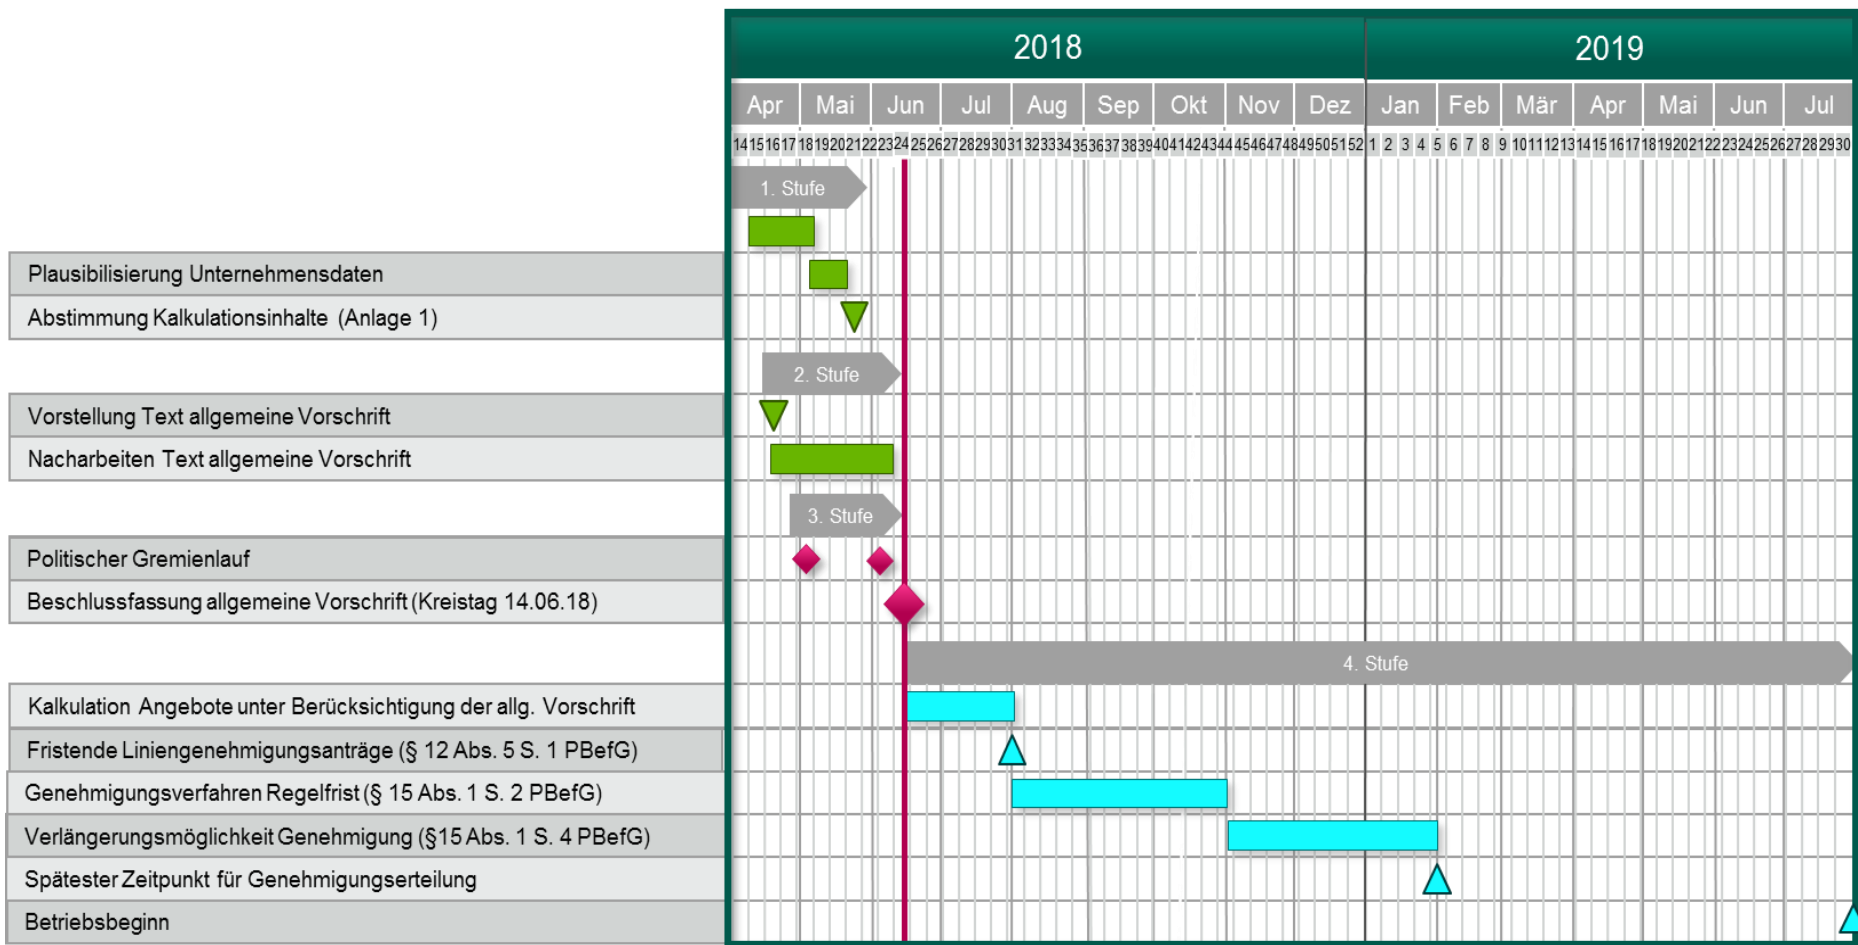 2018 2019
Apr Mai Jun Jul Aug Sep Okt Nov Dez Jan Feb Mär Apr Mai Jun Jul
14 15 16 17 18 19 20 21 22 23 24 25 26 27 28 29 30 31 32 33 34 35 36 37 38 39 40 41 42 43 44 45 46 47 48 49 50 51 52 1 2 3 4 5 6 7 8 9 10 11 12 13 14 15 16 17 18 19 20 21 22 23 24 25 26 27 28 29 30
1. Stufe
Plausibilisierung Unternehmensdaten
Abstimmung Kalkulationsinhalte (Anlage 1)
2. Stufe
Vorstellung Text allgemeine Vorschrift
Nacharbeiten Text allgemeine Vorschrift
3. Stufe
Politischer Gremienlauf
Beschlussfassung allgemeine Vorschrift (Kreistag 14.06.18)
4. Stufe
Kalkulation Angebote unter Berücksichtigung der allg. Vorschrift
Fristende Liniengenehmigungsanträge (§ 12 Abs. 5 S. 1 PBefG)
Genehmigungsverfahren Regelfrist (§ 15 Abs. 1 S. 2 PBefG)
Verlängerungsmöglichkeit Genehmigung (§15 Abs. 1 S. 4 PBefG)
Spätester Zeitpunkt für Genehmigungserteilung
Betriebsbeginn